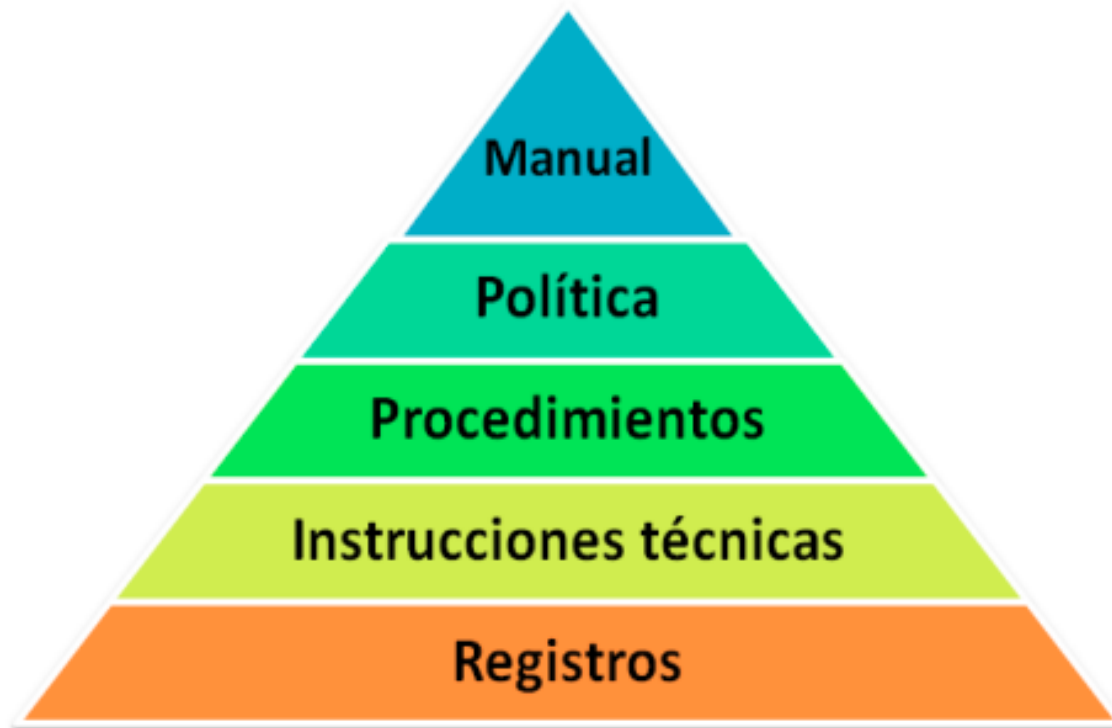 Manual
Política
Procedimientos
Instrucciones técnicas
Registros